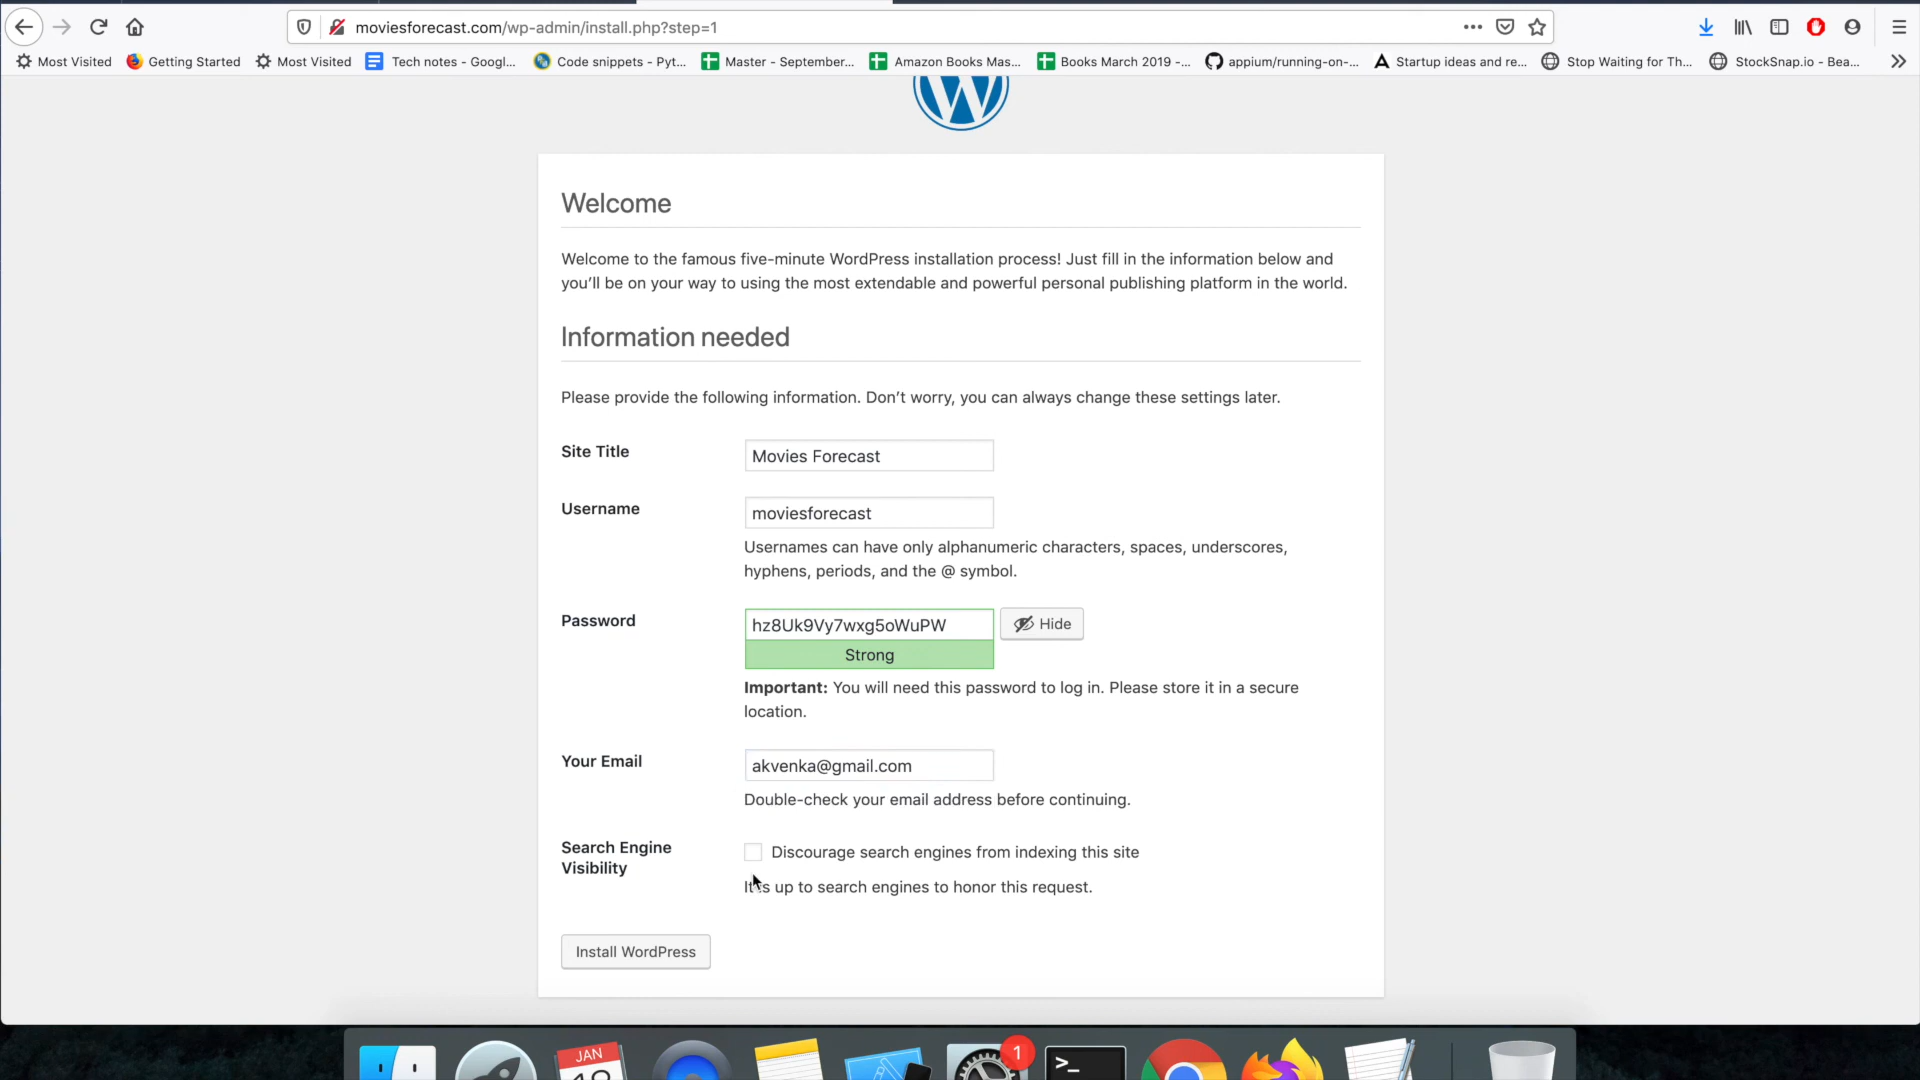 moviesforecast.com/wp-admin/install.php?step=1
Most Visited
Getting Started
Most Visited
Tech notes - Googl...
Code snippets - Pyt...
Master - September...
Amazon Books Mas...
Books March 2019 -...
appium/running-on-...
Startup ideas and re...
Stop Waiting for Th...
StockSnap.io - Bea...
Welcome
Welcome to the famous five-minute WordPress installation process! Just fill in the information below and
you’ll be on your way to using the most extendable and powerful personal publishing platform in the world.
Information needed
Please provide the following information. Don’t worry, you can always change these settings later.
Site Title
Movies Forecast
Username
moviesforecast
Usernames can have only alphanumeric characters, spaces, underscores,
hyphens, periods, and the @ symbol.
Password
hz8Uk9Vy7wxg5oWuPW
Hide
Strong
Important: You will need this password to log in. Please store it in a secure
location.
Your Email
akvenka@gmail.com
Double-check your email address before continuing.
Search Engine
Visibility
Discourage search engines from indexing this site
It is up to search engines to honor this request.
Install WordPress
JAN
1
>_